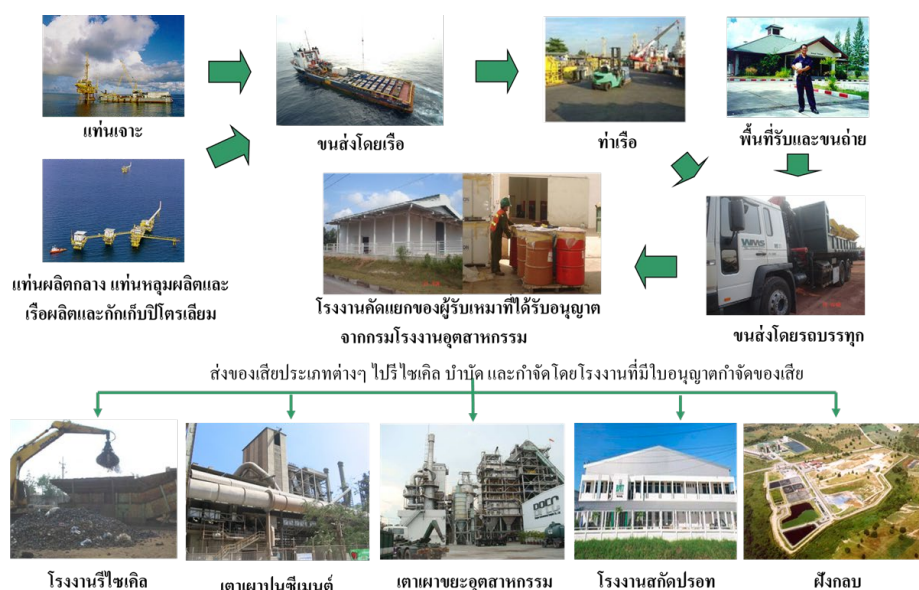 แท่นเจาะ
ขนส่งโดยเรือ
ท่าเรือ
พื้นที่รับและขนถ่าย
แท่นผลิตกลาง แท่นหลุมผลิตและ
เรือผลิตและกักเก็บปิโตรเลียม
โรงงานคัดแยกของผู้รับเหมาที่ได้รับอนุญาต
จากกรมโรงงานอุตสาหกรรม
WMS
ขนส่งโดยรถบรรทุก
ส่งของเสียประเภทต่างๆ ไปรีไซเคิล บำบัด และกำจัดโดยโรงงานที่มีใบอนุญาตกำจัดของเสีย
โรงงานรีไซเคิล
เตาเผาปูนซีเมนต์
เตาเผาขยะอุตสาหกรรม
โรงงานสกัดปรอท
ฝังกลบ